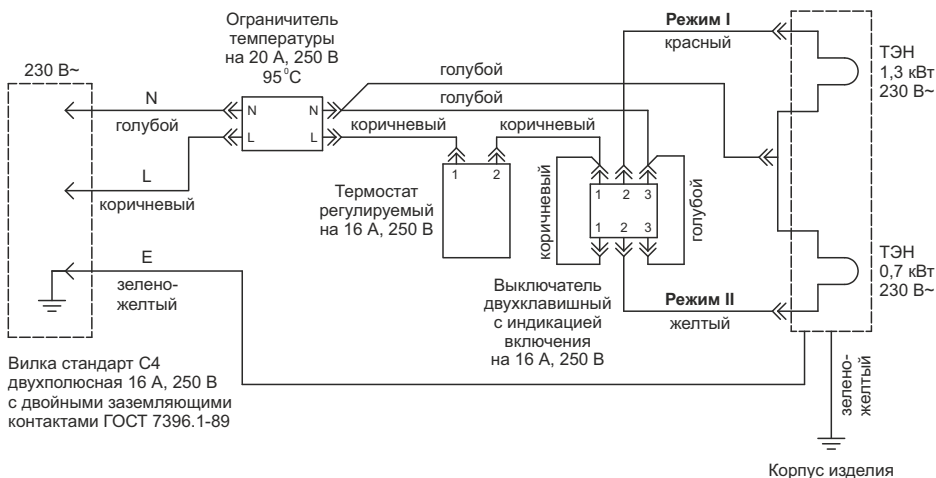 230 В~
N
голубой
L
коричневый
E
зелено-
желтый
Вилка стандарт С4
двухполюсная 16 А, 250 В
с двойными заземляющими
контактами ГОСТ 7396.1-89
Ограничитель
температуры
на 20 А, 250 В
95°С
N
N
L
L
голубой
голубой
коричневый
коричневый
1
2
Термостат
регулируемый
на 16 А, 250 В
Режим I
красный
коричневый
1
2
3
1
2
3
голубой
Выключатель
двухклавишный
с индикацией
включения
на 16 А, 250 В
Режим II
желтый
ТЭН
1,3 кВт
230 В~
ТЭН
0,7 кВт
230 В~
зелено-
желтый
Корпус изделия